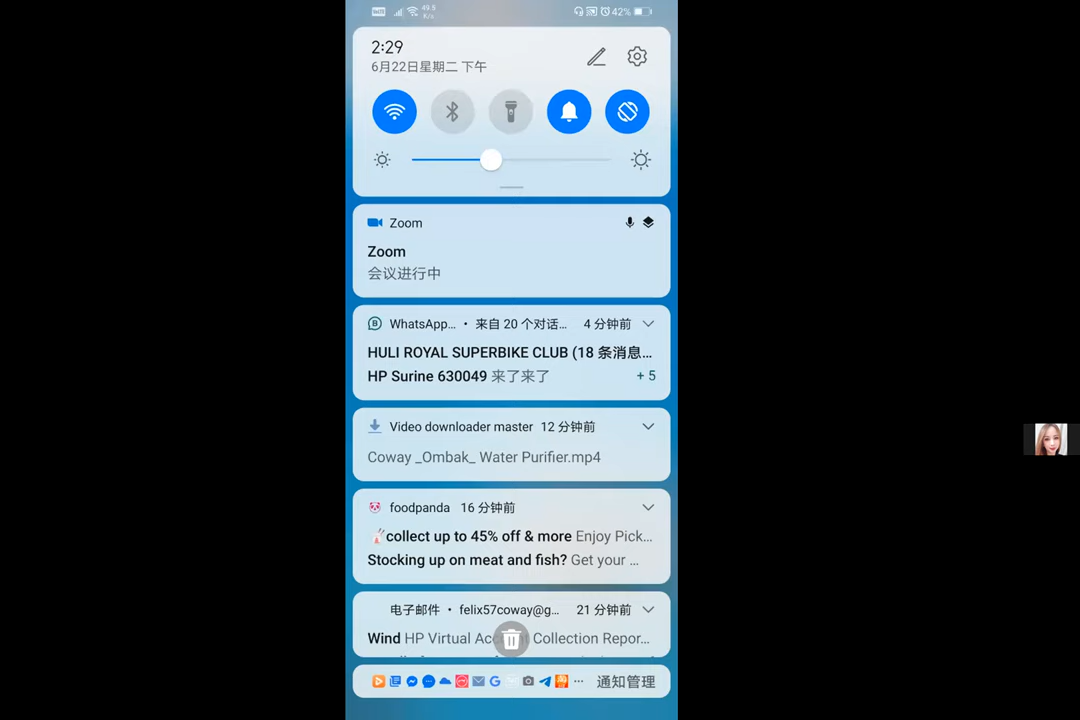 VoLTE 49.5 K/s 42%
2:29
6月22日星期二 下午
Zoom
Zoom
会议进行中
WhatsApp... • 来自 20 个对话... 4 分钟前
HULI ROYAL SUPERBIKE CLUB (18 条消息...
HP Surine 630049 来了来了 + 5
Video downloader master 12 分钟前
Coway _Ombak_ Water Purifier.mp4
foodpanda 16 分钟前
collect up to 45% off & more Enjoy Pick...
Stocking up on meat and fish? Get your ...
电子邮件 • felix57coway@g... 21 分钟前
Wind HP Virtual Acc t Collection Repor...
通知管理